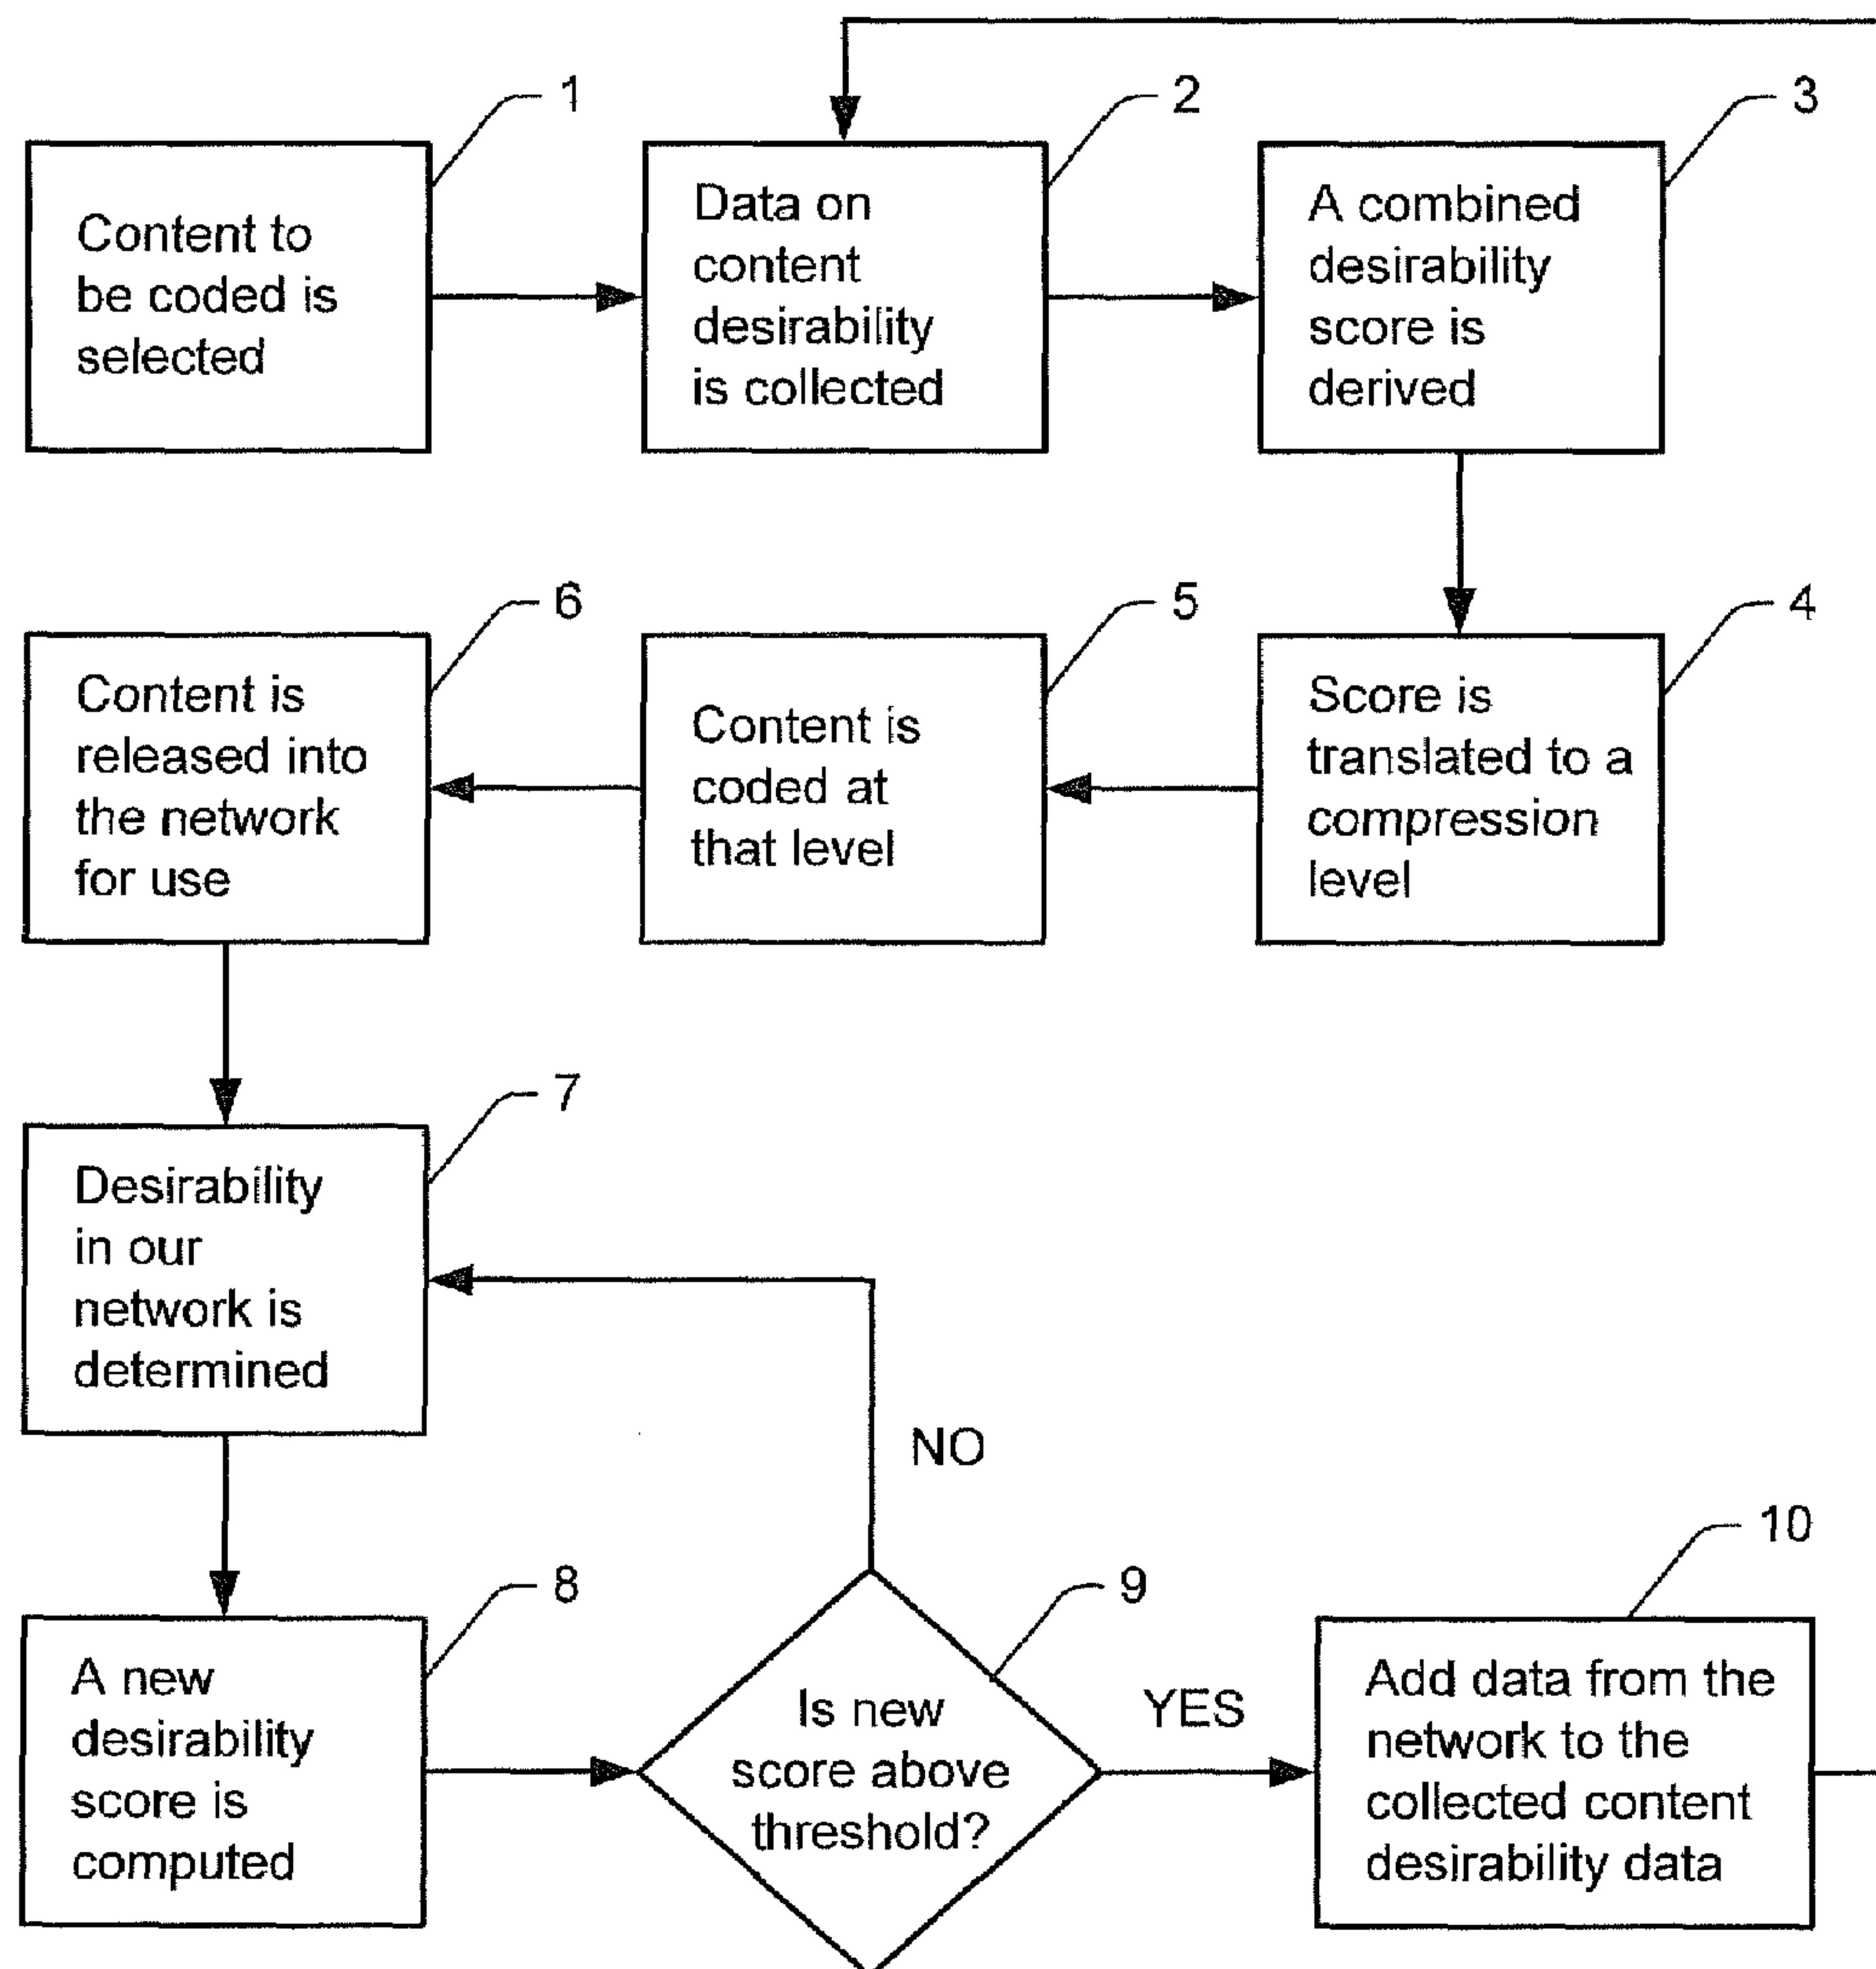 1
Content to
be coded is
selected
2
Data on
content
desirability
is collected
3
A combined
desirability
score is
derived
4
Score is
translated to a
compression
level
5
Content is
coded at
that level
6
Content is
released into
the network
for use
7
Desirability
in our
network is
determined
8
A new
desirability
score is
computed
9
Is new
score above
threshold?
NO
YES
10
Add data from the
network to the
collected content
desirability data